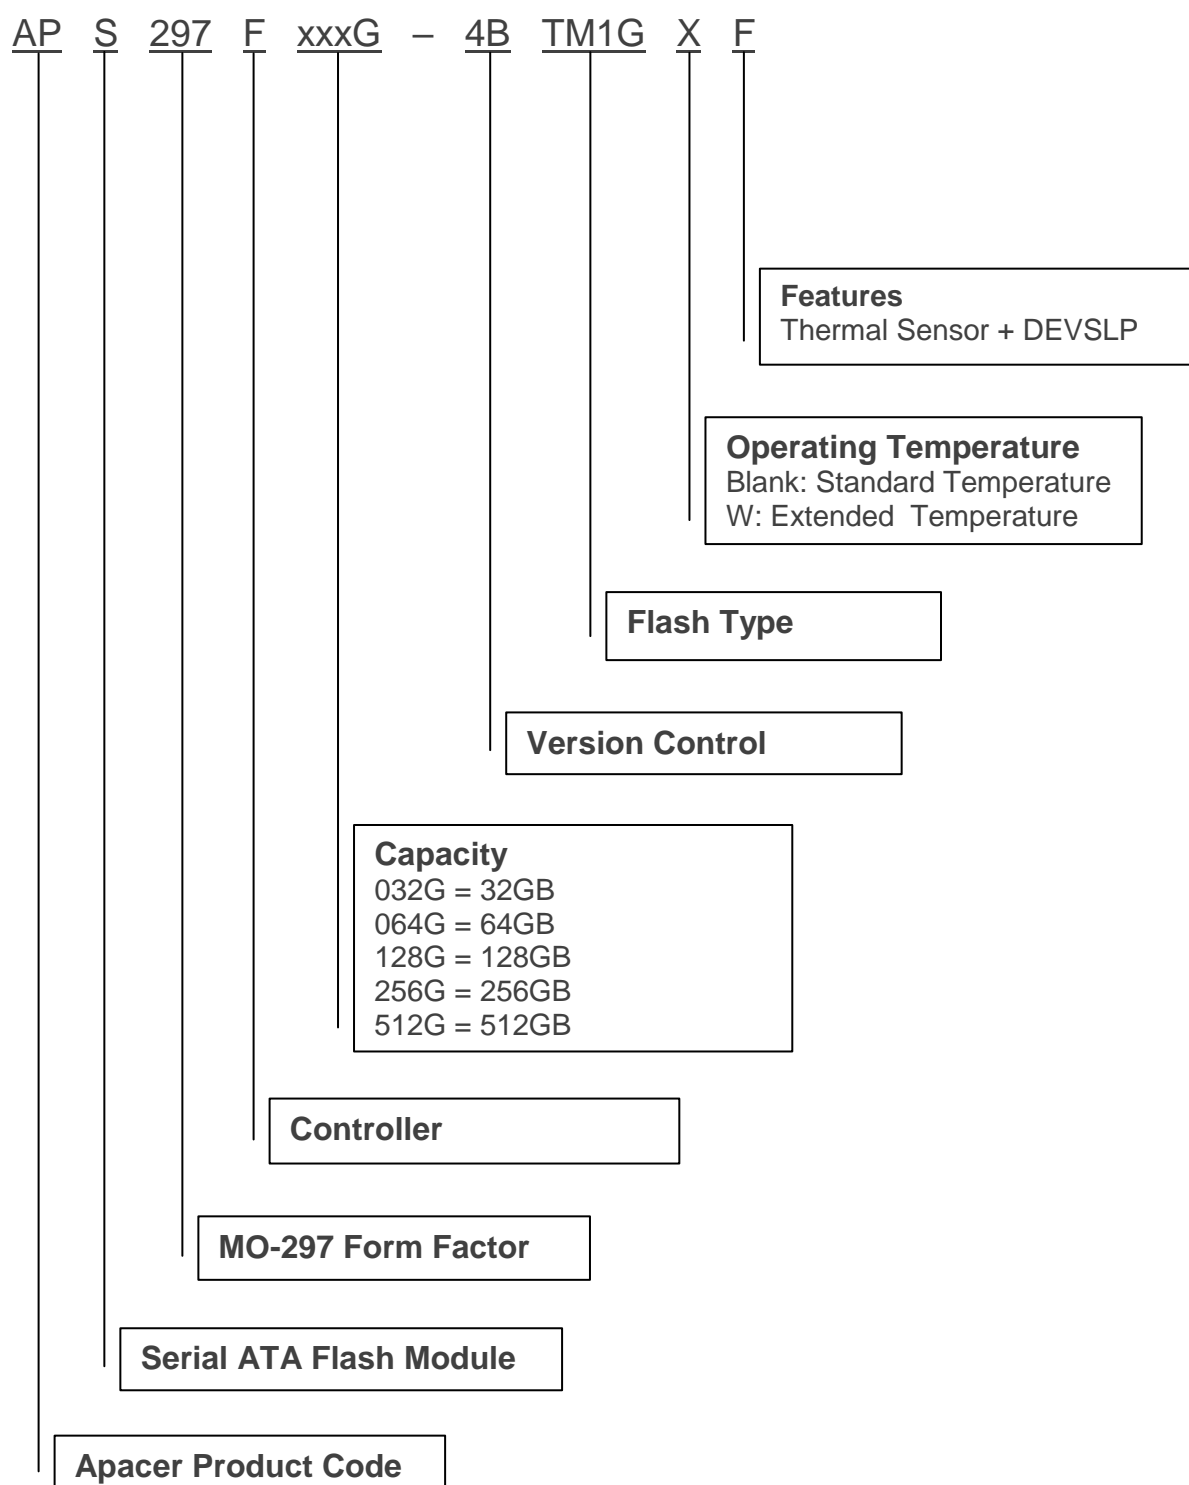 AP S 297 F xxxG – 4B TM1G X F
Features
Thermal Sensor + DEVSLP
Operating Temperature
Blank: Standard Temperature
W: Extended Temperature
Flash Type
Version Control
Capacity
032G = 32GB
064G = 64GB
128G = 128GB
256G = 256GB
512G = 512GB
Controller
MO-297 Form Factor
Serial ATA Flash Module
Apacer Product Code